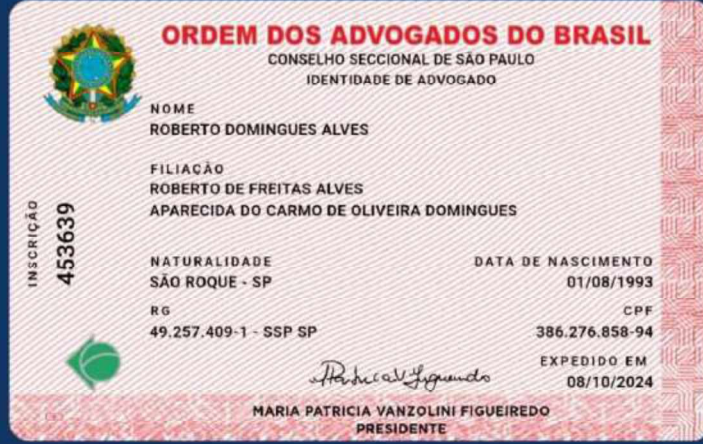 ORDEM DOS ADVOGADOS DO BRASIL
CONSELHO SECCIONAL DE SÃO PAULO
IDENTIDADE DE ADVOGADO
NOME
ROBERTO DOMINGUES ALVES
FILIAÇÃO
ROBERTO DE FREITAS ALVES
APARECIDA DO CARMO DE OLIVEIRA DOMINGUES
INSCRIÇÃO
453639
NATURALIDADE
SÃO ROQUE - SP
DATA DE NASCIMENTO
01/08/1993
RG
49.257.409-1 - SSP SP
CPF
386.276.858-94
EXPEDIDO EM
08/10/2024
MARIA PATRICIA VANZOLINI FIGUEIREDO
PRESIDENTE